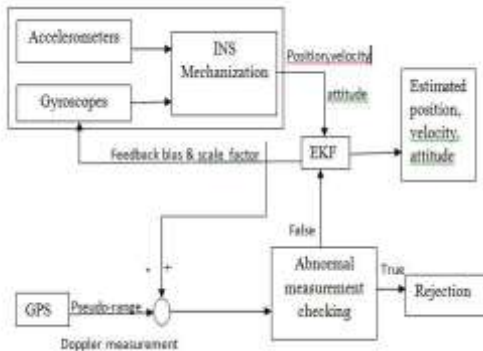 Accelerometers
INS
Mechanization
Gyroscopes
Position,velocity
attitude
Estimated
position,
velocity,
attitude
EKF
Feedback bias & scale factor
False
Abnormal
measurement
checking
True
Rejection
GPS
Pseudo-range
Doppler measurement